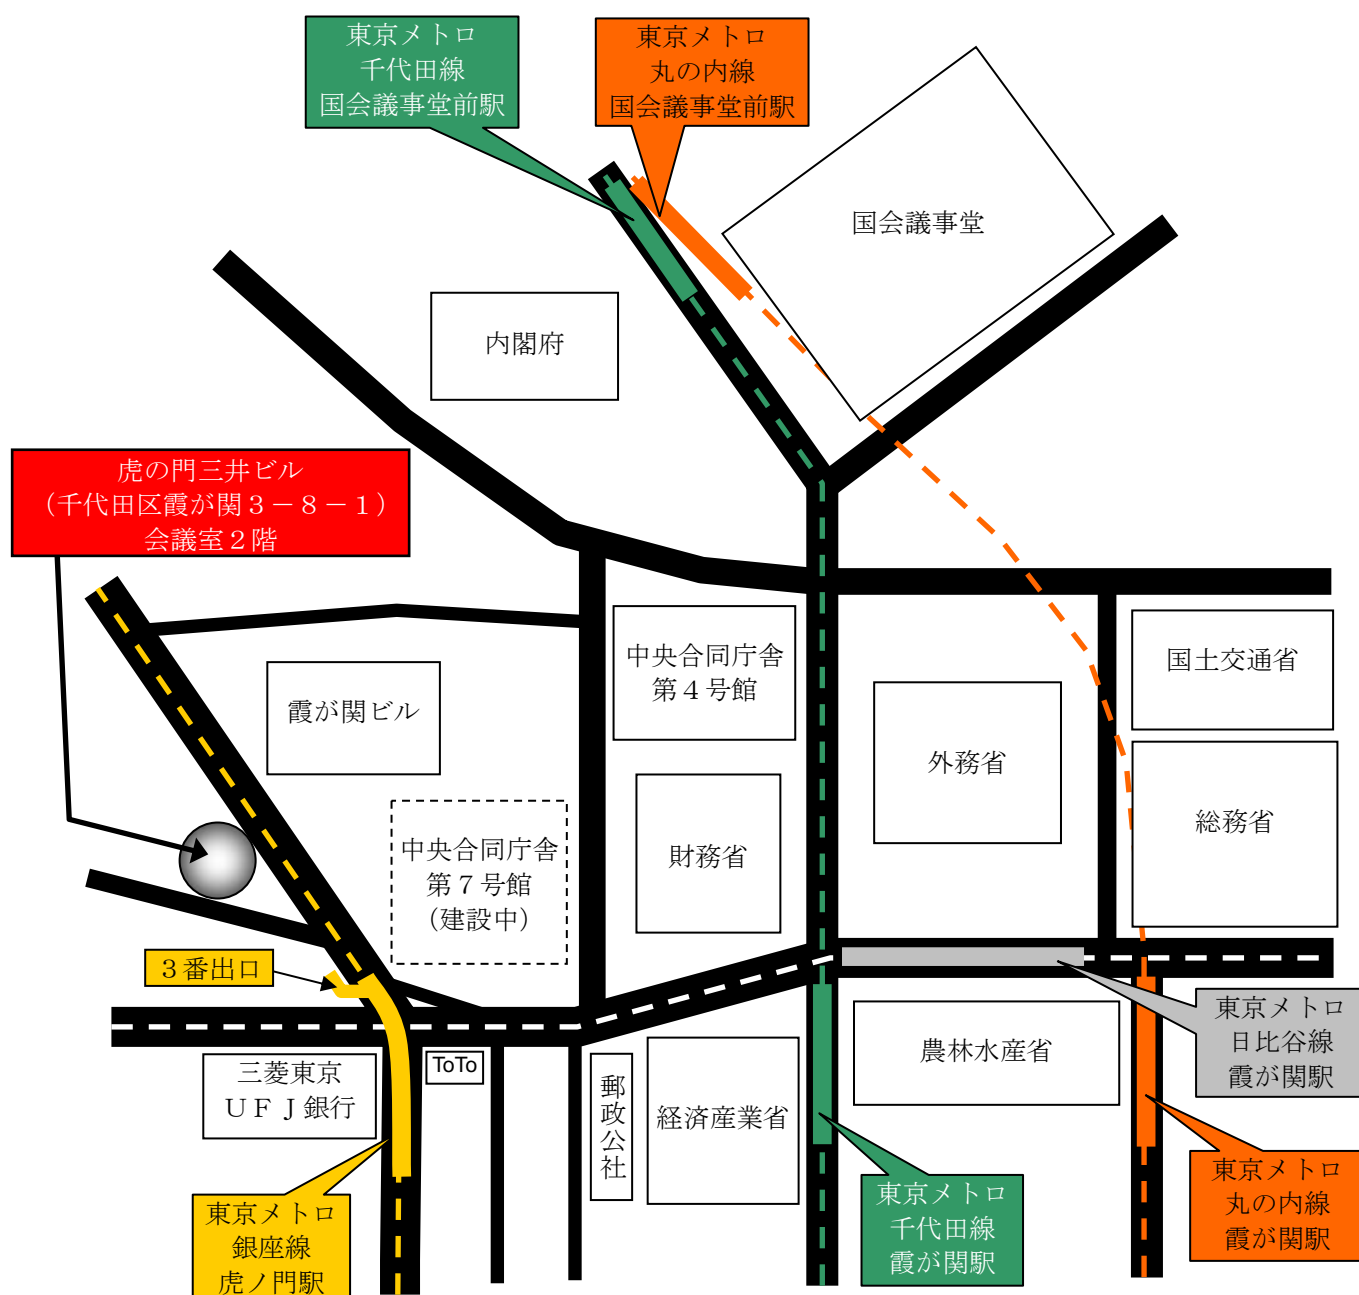 東京メトロ
千代田線
国会議事堂前駅
東京メトロ
丸の内線
国会議事堂前駅
国会議事堂
内閣府
虎の門三井ビル
（千代田区霞が関３－８－１）
会議室２階
中央合同庁舎
第４号館
国土交通省
霞が関ビル
外務省
総務省
中央合同庁舎
第７号館
（建設中）
財務省
３番出口
東京メトロ
日比谷線
霞が関駅
農林水産省
三菱東京
ＵＦＪ銀行
ToTo
郵政公社
経済産業省
東京メトロ
銀座線
虎ノ門駅
東京メトロ
千代田線
霞が関駅
東京メトロ
丸の内線
霞が関駅